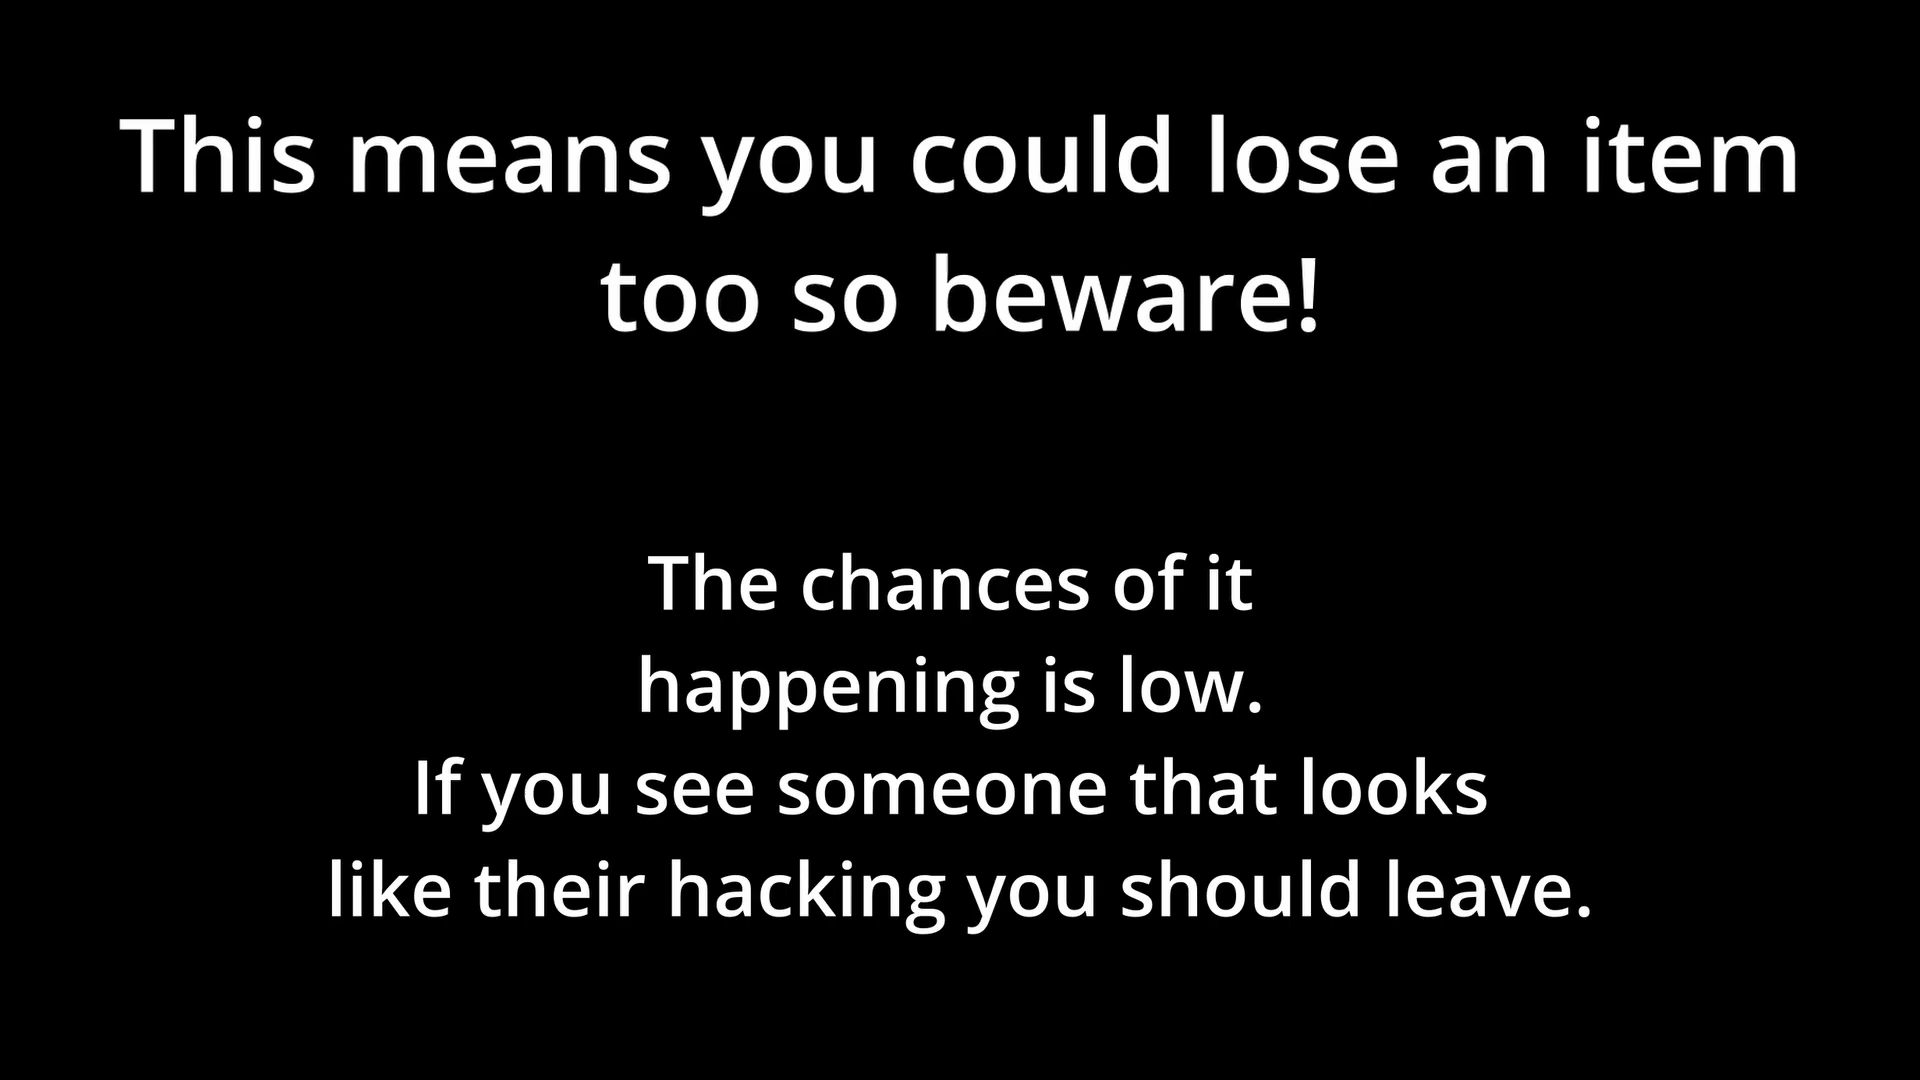 This means you could lose an item
too so beware!
The chances of it
happening is low.
If you see someone that looks
like their hacking you should leave.